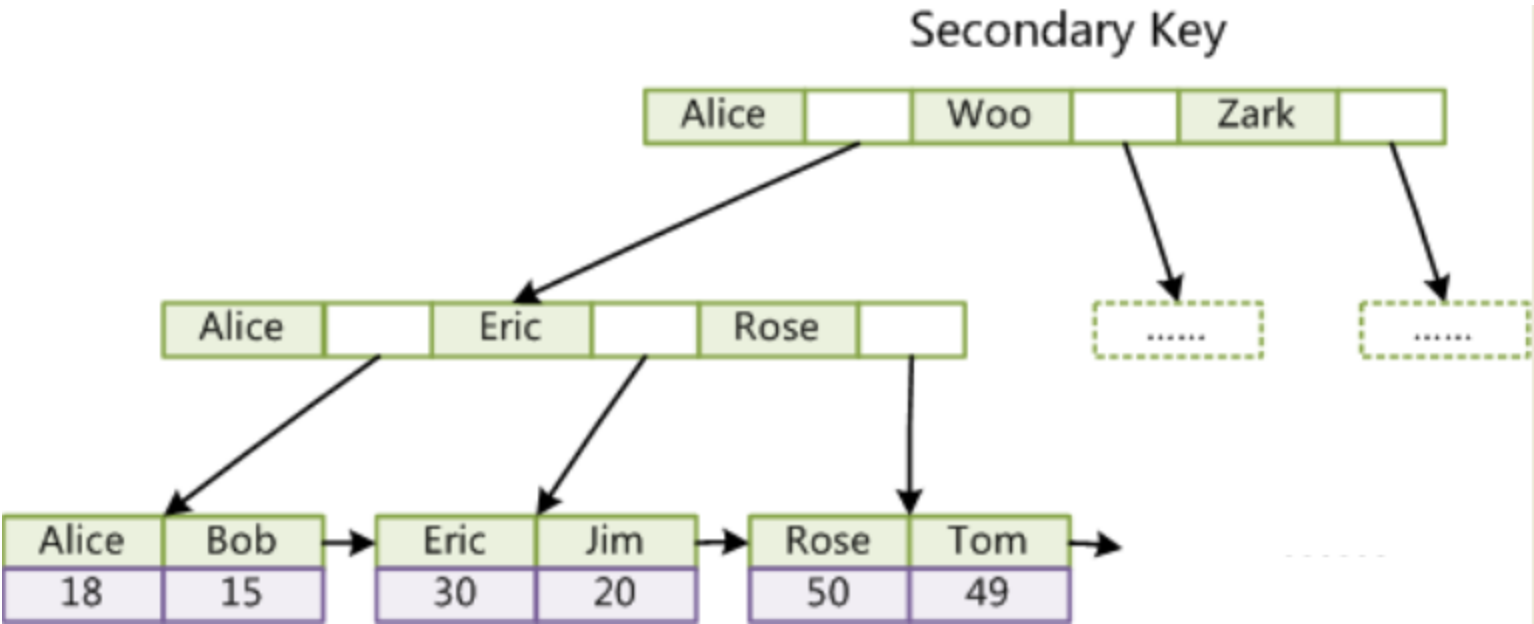 Secondary Key
Alice Woo Zark
Alice Eric Rose …… ……
Alice Bob Eric Jim Rose Tom ……
18 15 30 20 50 49